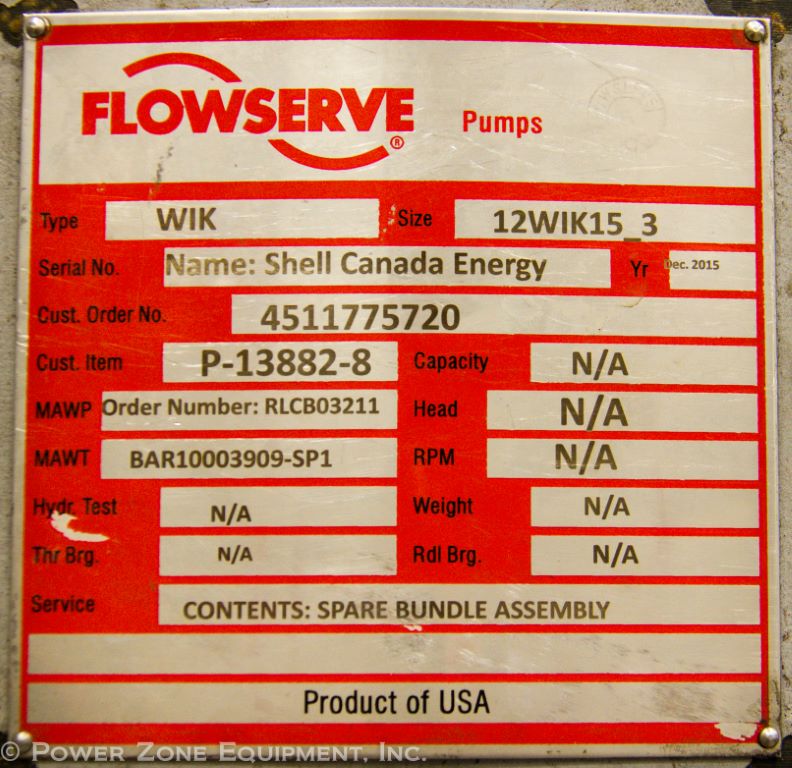 FLOWSERVE ® Pumps
Type WIK Size 12WIK15_3
Serial No. Name: Shell Canada Energy Yr Dec. 2015
Cust. Order No. 4511775720
Cust. Item P-13882-8 Capacity N/A
MAWP Order Number: RLCB03211 Head N/A
MAWT BAR10003909-SP1 RPM N/A
Hydr. Test N/A Weight N/A
Thr Brg. N/A Rdl Brg. N/A
Service CONTENTS: SPARE BUNDLE ASSEMBLY
Product of USA
© Power Zone Equipment, Inc.